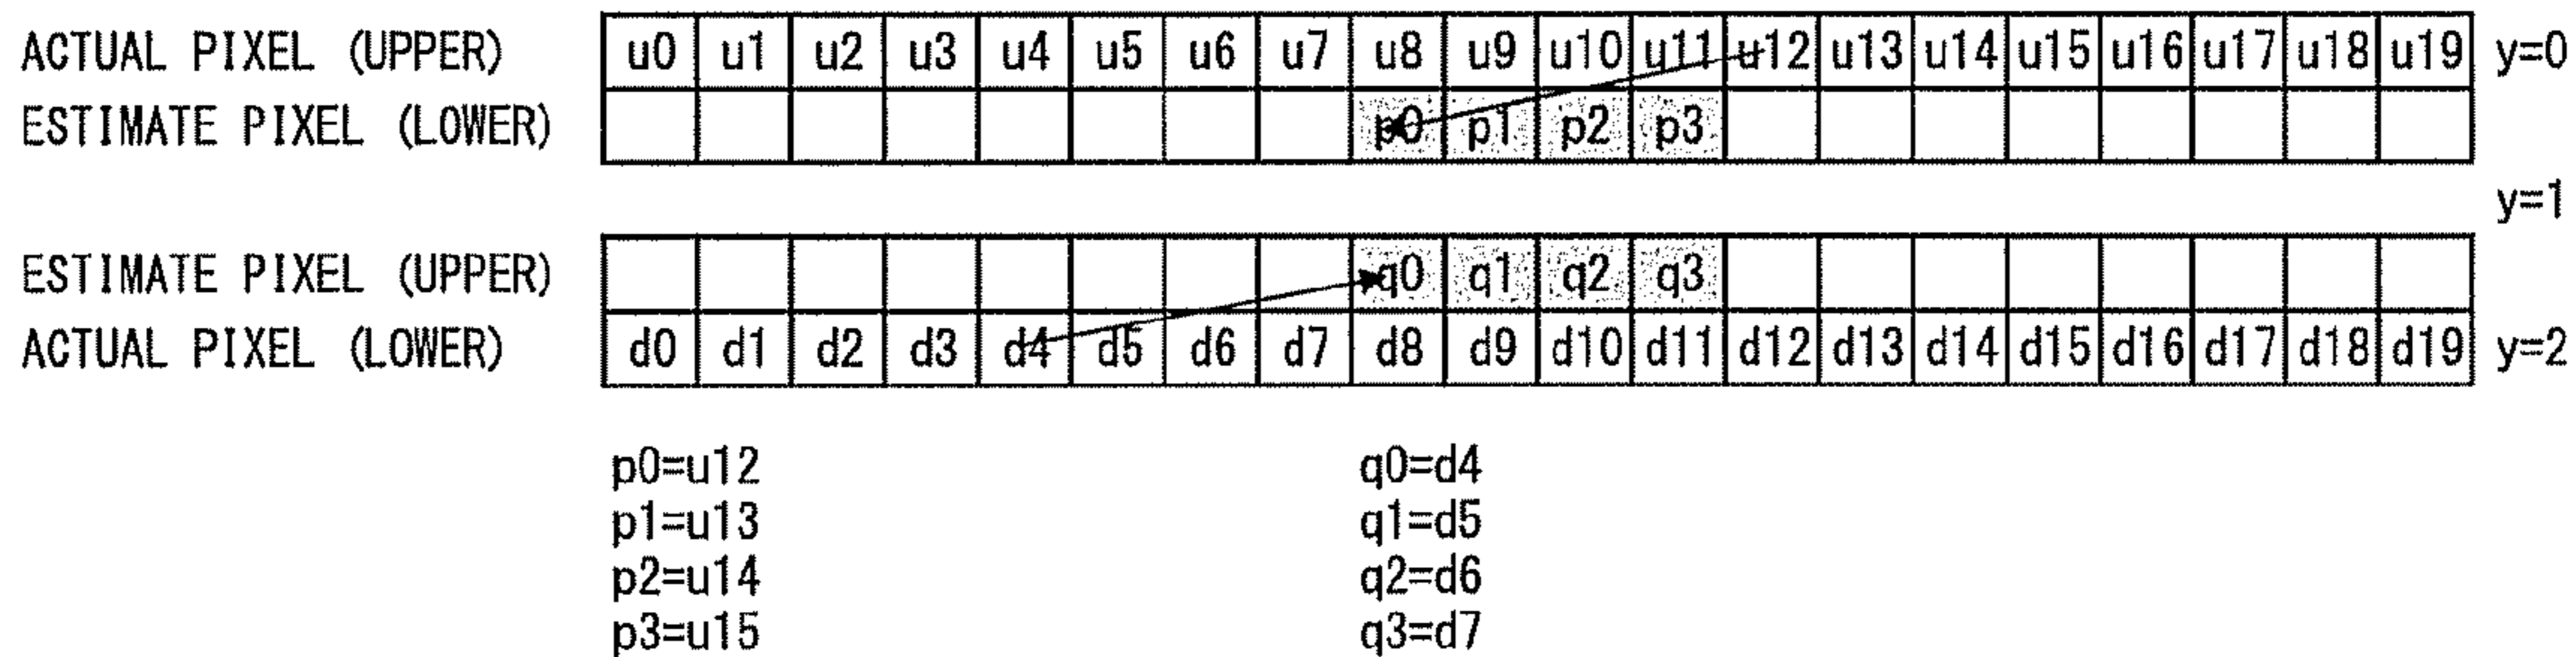 ACTUAL PIXEL (UPPER) u0 u1 u2 u3 u4 u5 u6 u7 u8 u9 u10 u11 u12 u13 u14 u15 u16 u17 u18 u19 y=0
ESTIMATE PIXEL (LOWER) p0 p1 p2 p3
y=1
ESTIMATE PIXEL (UPPER) q0 q1 q2 q3
ACTUAL PIXEL (LOWER) d0 d1 d2 d3 d4 d5 d6 d7 d8 d9 d10 d11 d12 d13 d14 d15 d16 d17 d18 d19 y=2
p0=u12 q0=d4
p1=u13 q1=d5
p2=u14 q2=d6
p3=u15 q3=d7